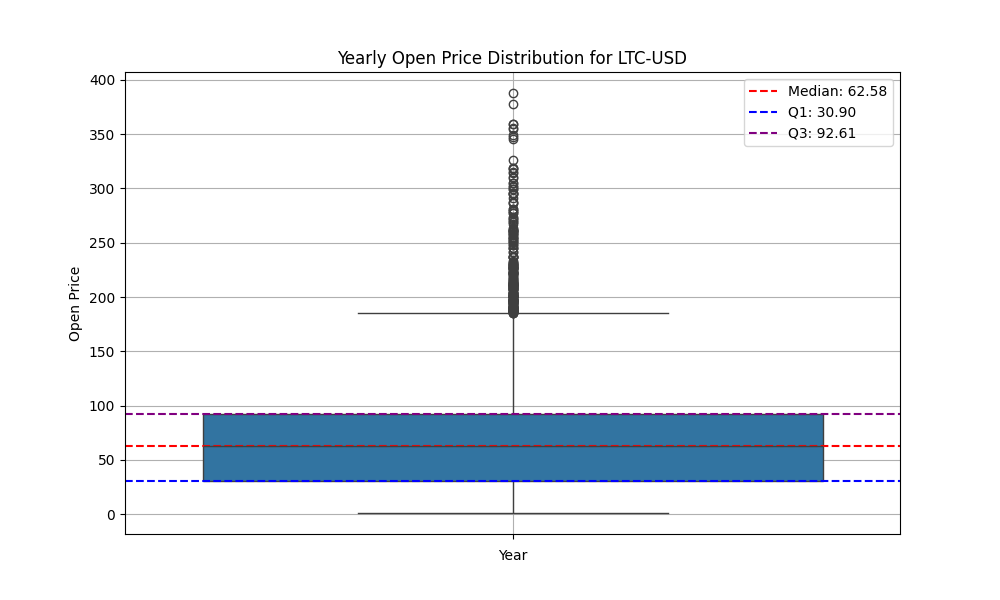 Yearly Open Price Distribution for LTC-USD
400
350
300
250
200
150
100
50
0
Open Price
Year
Median: 62.58
Q1: 30.90
Q3: 92.61